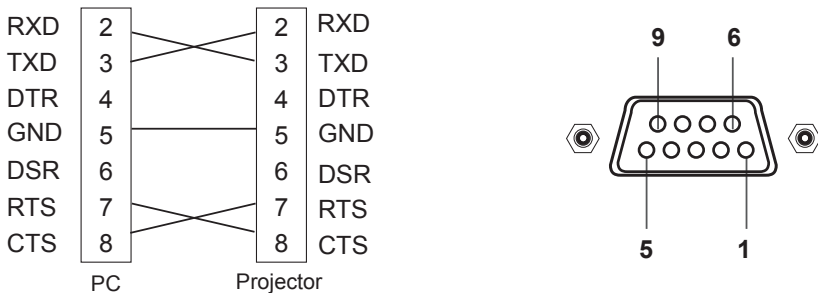 RXD 2 2 RXD
TXD 3 3 TXD
DTR 4 4 DTR
GND 5 5 GND
DSR 6 6 DSR
RTS 7 7 RTS
CTS 8 8 CTS
PC Projector
9 6
5 1